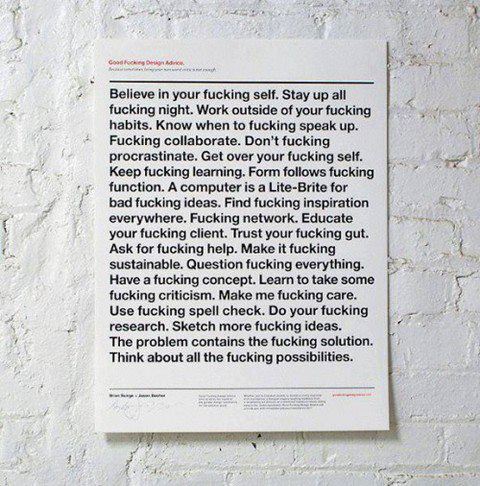 Good Fucking Design Advice.
Believe in your fucking self. Stay up all
fucking night. Work outside of your fucking
habits. Know when to fucking speak up.
Fucking collaborate. Don't fucking
procrastinate. Get over your fucking self.
Keep fucking learning. Form follows fucking
function. A computer is a Lite-Brite for
bad fucking ideas. Find fucking inspiration
everywhere. Fucking network. Educate
your fucking client. Trust your fucking gut.
Ask for fucking help. Make it fucking
sustainable. Question fucking everything.
Have a fucking concept. Learn to take some
fucking criticism. Make me fucking care.
Use fucking spell check. Do your fucking
research. Sketch more fucking ideas.
The problem contains the fucking solution.
Think about all the fucking possibilities.
Brian Buirge + Jason Bacher